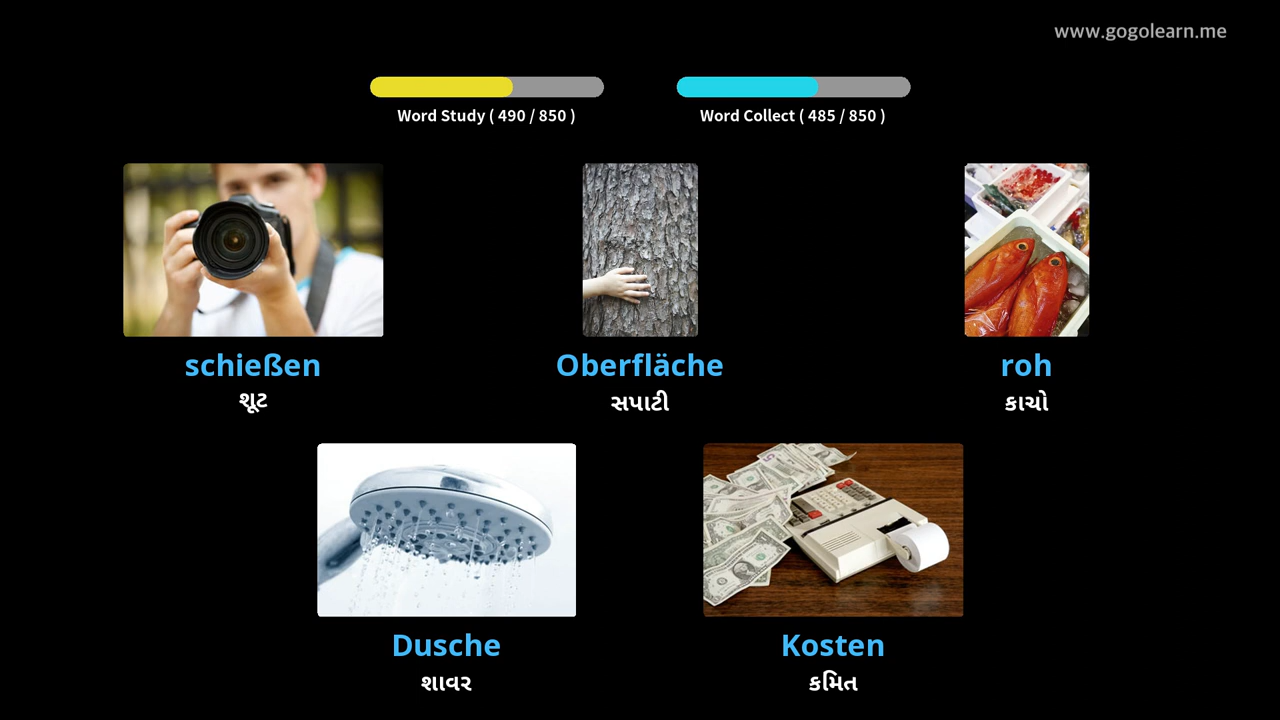 www.gogolearn.me
Word Study ( 490 / 850 )
Word Collect ( 485 / 850 )
schießen
શૂટ
Oberfläche
સપાટી
roh
કાચો
Dusche
શાવર
Kosten
કમિત